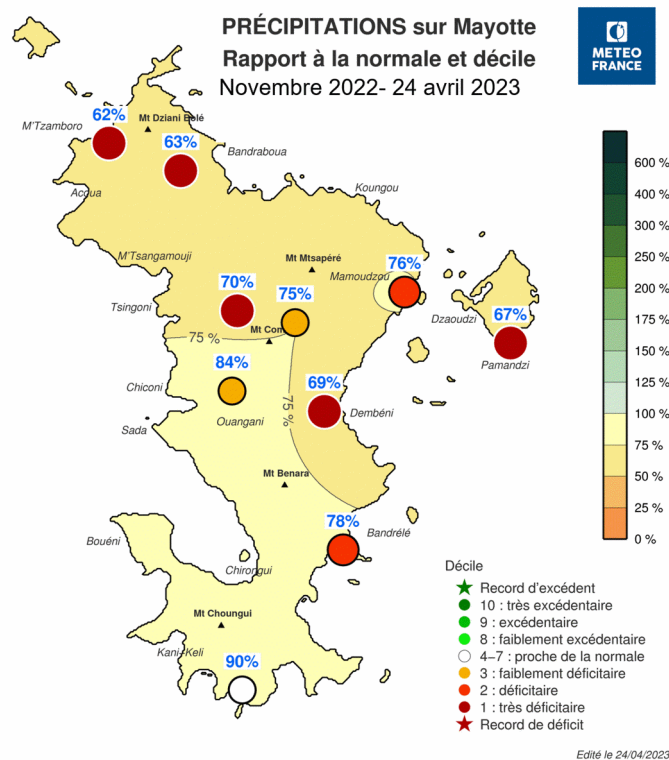 PRÉCIPITATIONS sur Mayotte
Rapport à la normale et décile
Novembre 2022- 24 avril 2023
METEO
FRANCE
62%
Mt Dziani Bolé
M'Tzamboro
63%
Bandraboua
Acoua
Koungou
M'Tsangamouji
Mt Mtsapéré
76%
Mamoudzou
70%
75%
Tsingoni
Dzaoudzi
67%
Mt Com
75 %
Pamandzi
84%
69%
Chiconi
75 %
Dembéni
Ouangani
Sada
Mt Benara
78%
Bandrélé
Bouéni
Chirongui
Mt Choungui
Kani-Keli
90%
600 %
400 %
300 %
250 %
200 %
175 %
150 %
125 %
100 %
75 %
50 %
25 %
0 %
Décile
Record d'excédent
10 : très excédentaire
9 : excédentaire
8 : faiblement excédentaire
4−7 : proche de la normale
3 : faiblement déficitaire
2 : déficitaire
1 : très déficitaire
Record de déficit
Edité le 24/04/2023